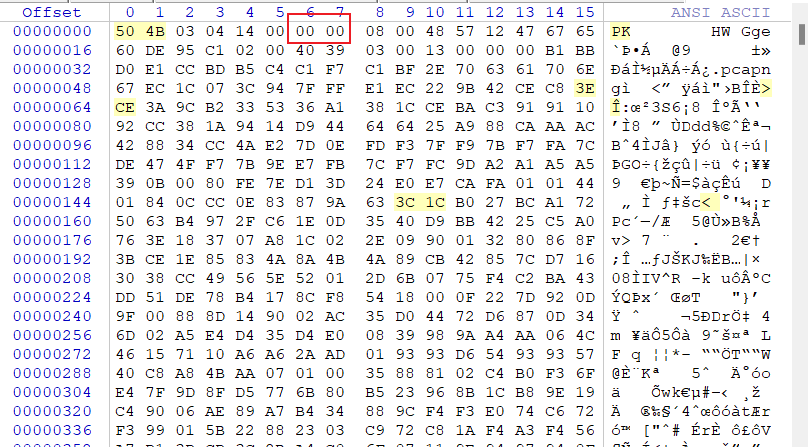 Offset 0 1 2 3 4 5 6 7 8 9 10 11 12 13 14 15 ANSI ASCII
00000000 50 4B 03 04 14 00 00 00 08 00 48 57 12 47 67 65 PK HW Gge
00000016 60 DE 95 C1 02 00 40 39 03 00 13 00 00 00 B1 BB `Þ•Á @9 ±»
00000032 D0 E1 CC BD B5 C4 C1 F7 C1 BF 2E 70 63 61 70 6E ÐáÌ½µÄÁ÷Á¿.pcapn
00000048 67 EC 1C 07 3C 94 7F FF E1 EC 22 9B 42 CE C8 3E gì <” ÿáì"›BÎÈ>
00000064 CE 3A 9C B2 33 53 36 A1 38 1C CE BA C3 91 91 10 Î:œ²3S6¡8 ÎºÃ‘‘
00000080 92 CC 38 1A 94 14 D9 44 64 64 25 A9 88 CA AA AC ’Ì8 ” ÙDdd%©ˆÊª¬
00000096 42 88 34 CC 4A E2 7D 0E FD F3 7F F9 7B F7 FA 7C
00000112 DE 47 4F F7 7B 9E E7 FB 7C F7 FC 9D A2 A1 A5 A5 ÞGO÷{žçû|÷ü ¢¡¥¥
00000128 39 0B 00 80 FE 7E D1 3D 24 E0 E7 CA FA 01 01 44 9 €þ~Ñ=$àçÊú D
00000144 01 84 0C CC 0E 83 87 9A 63 3C 1C B0 27 BC A1 72 „ Ì ƒ‡šc< °'¼¡r
00000160 50 63 B4 97 2F C6 1E 0D 35 40 D9 BB 42 25 C5 A0 Pc´—/Æ 5@Ù»B%Å
00000176 76 3E 18 37 07 A8 1C 02 2E 09 90 01 32 80 86 8F v> 7 ¨ . 2€†
00000192 3B CE 1E 85 83 4A 8A 4B 4A 89 CB 42 85 7C D7 16 ;Î …ƒJŠKJ‰ËB…|×
00000208 30 38 CC 49 56 5E 52 01 2D 6B 07 75 F4 C2 BA 43 08ÌIV^R -k uôÂºC
00000224 DD 51 DE 78 B4 17 8C F8 54 18 00 0F 22 7D 92 0D ÝQÞx´ ŒøT "}’
00000240 9F 00 88 8D 14 90 02 AC 35 D0 44 72 D6 87 0D 34 Ÿ ˆ ¬5ÐDrÖ‡ 4
00000256 6D 02 A5 E4 D4 35 D4 E0 08 39 98 9A A4 AA 06 4C m ¥äÔ5Ôà 9˜š¤ª L
00000272 46 15 71 10 A6 A6 2A AD 01 93 93 D6 54 93 93 57 F q ¦¦*- ““ÖT““W
00000288 40 C8 A8 4B AA 07 01 00 35 88 81 02 C4 B0 F3 6F @È¨Kª 5ˆ Ä°óo
00000304 E4 7F 9D 8F D5 77 6B 80 B5 23 96 8B 1C B8 9E 19 ä Õwk€µ#–‹ ¸ž
00000320 C4 90 06 AE 89 A7 B4 34 88 9C F4 F3 E0 74 C6 72 Ä ®‰§´4ˆœôóàtÆr
00000336 F3 99 01 5B 22 88 23 03 C9 72 C8 1A F4 A3 F4 56 ó™ ["ˆ# ÉrÈ ô£ôV